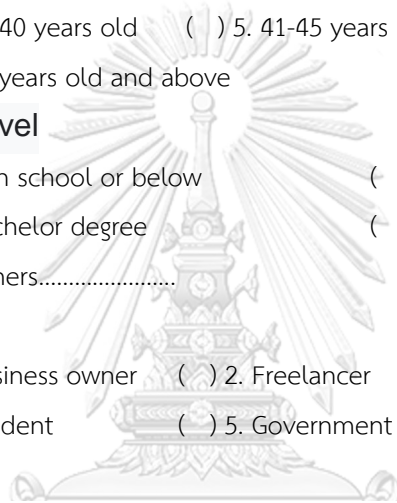 40 years old ( ) 5. 41-45 years
years old and above
vel
h school or below (
chelor degree (
ners.......................
siness owner ( ) 2. Freelancer
dent ( ) 5. Government